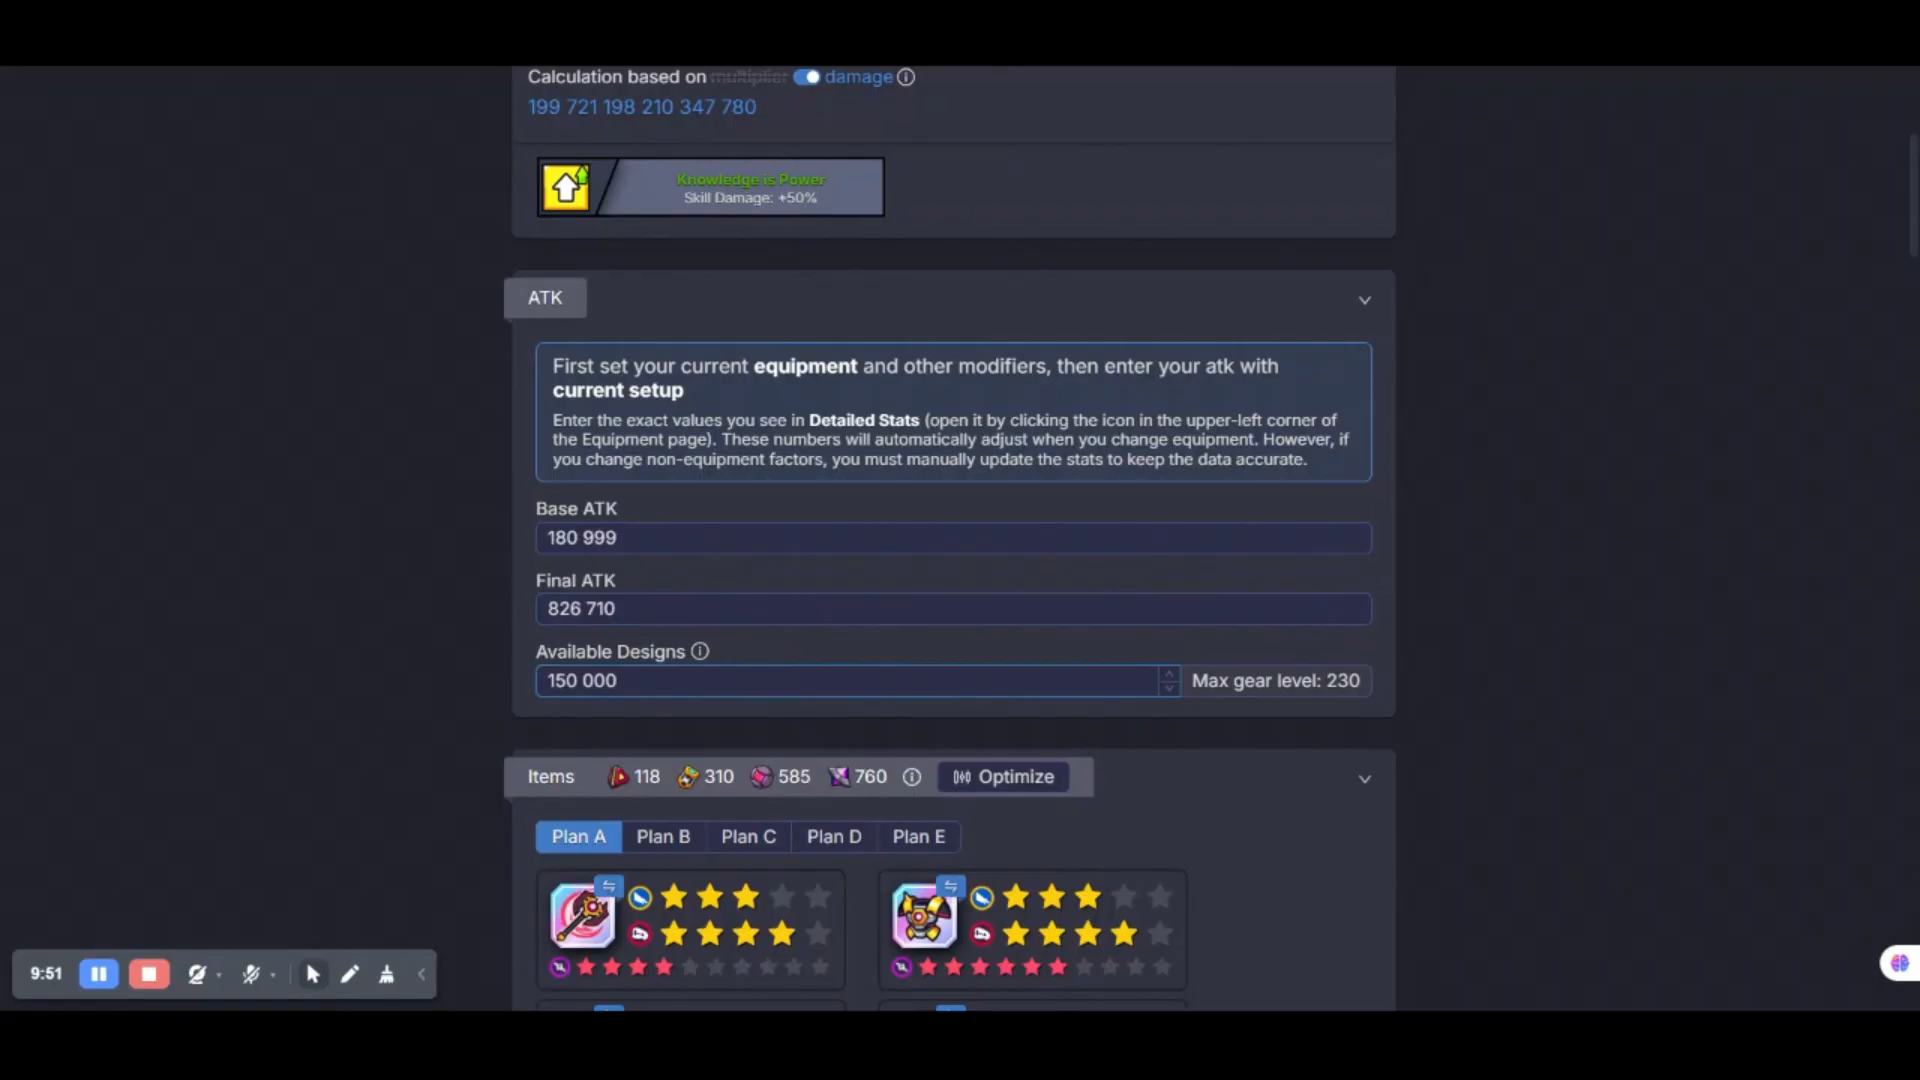 Calculation based on multiplier damage
199 721 198 210 347 780
Knowledge is Power
Skill Damage: +50%
ATK
First set your current equipment and other modifiers, then enter your atk with
current setup
Enter the exact values you see in Detailed Stats (open it by clicking the icon in the upper-left corner of
the Equipment page). These numbers will automatically adjust when you change equipment. However, if
you change non-equipment factors, you must manually update the stats to keep the data accurate.
Base ATK
180 999
Final ATK
826 710
Available Designs
150 000
Max gear level: 230
Items 118 310 585 760 Optimize
Plan A Plan B Plan C Plan D Plan E
9:51